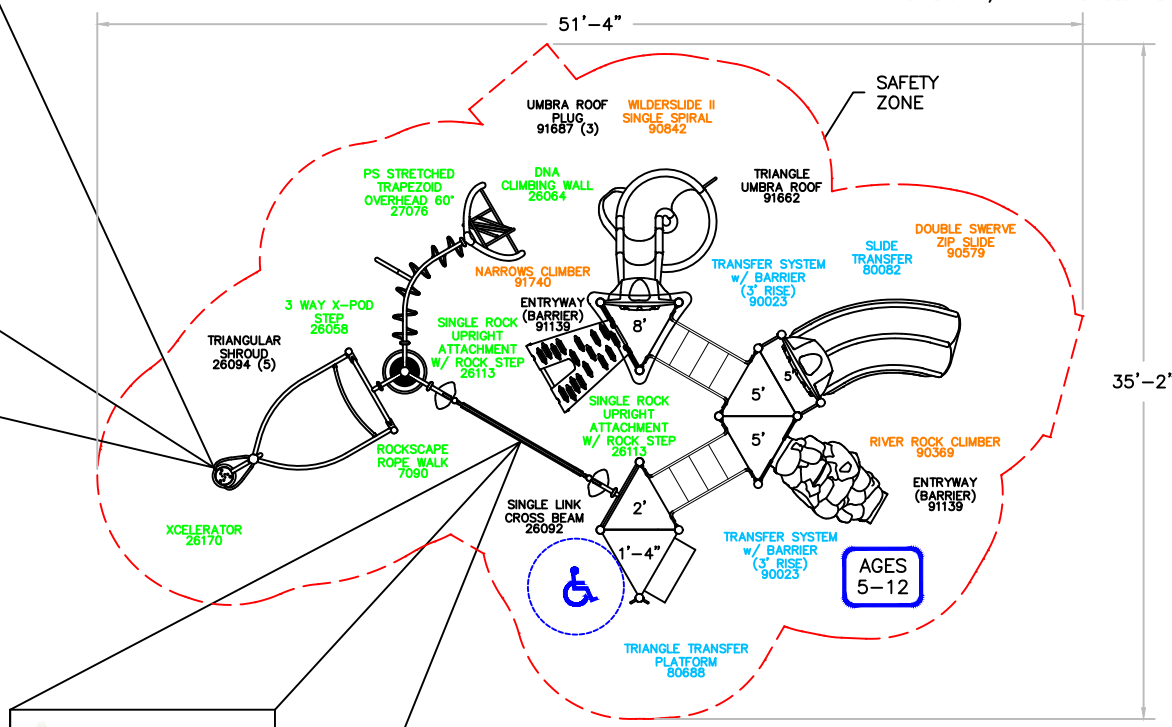 51'-4"
SAFETY
ZONE
UMBRA ROOF
PLUG
91687 (3)
WILDERSLIDE II
SINGLE SPIRAL
90842
PS STRETCHED
TRAPEZOID
OVERHEAD 60°
27076
DNA
CLIMBING WALL
26064
TRIANGLE
UMBRA ROOF
91662
DOUBLE SWERVE
ZIP SLIDE
90579
SLIDE
TRANSFER
80082
TRANSFER SYSTEM
w/ BARRIER
(3' RISE)
90023
NARROWS CLIMBER
91740
ENTRYWAY
(BARRIER)
91139
3 WAY X-POD
STEP
26058
SINGLE ROCK
UPRIGHT
ATTACHMENT
W/ ROCK STEP
26113
TRIANGULAR
SHROUD
26094 (5)
8'
5'
5'
5'
35'-2"
SINGLE ROCK
UPRIGHT
ATTACHMENT
W/ ROCK STEP
26113
ROCKSCAPE
ROPE WALK
7090
RIVER ROCK CLIMBER
90369
ENTRYWAY
(BARRIER)
91139
SINGLE LINK
CROSS BEAM
26092
2'
1'-4"
XCELERATOR
26170
TRANSFER SYSTEM
w/ BARRIER
(3' RISE)
90023
AGES
5-12
TRIANGLE TRANSFER
PLATFORM
80688